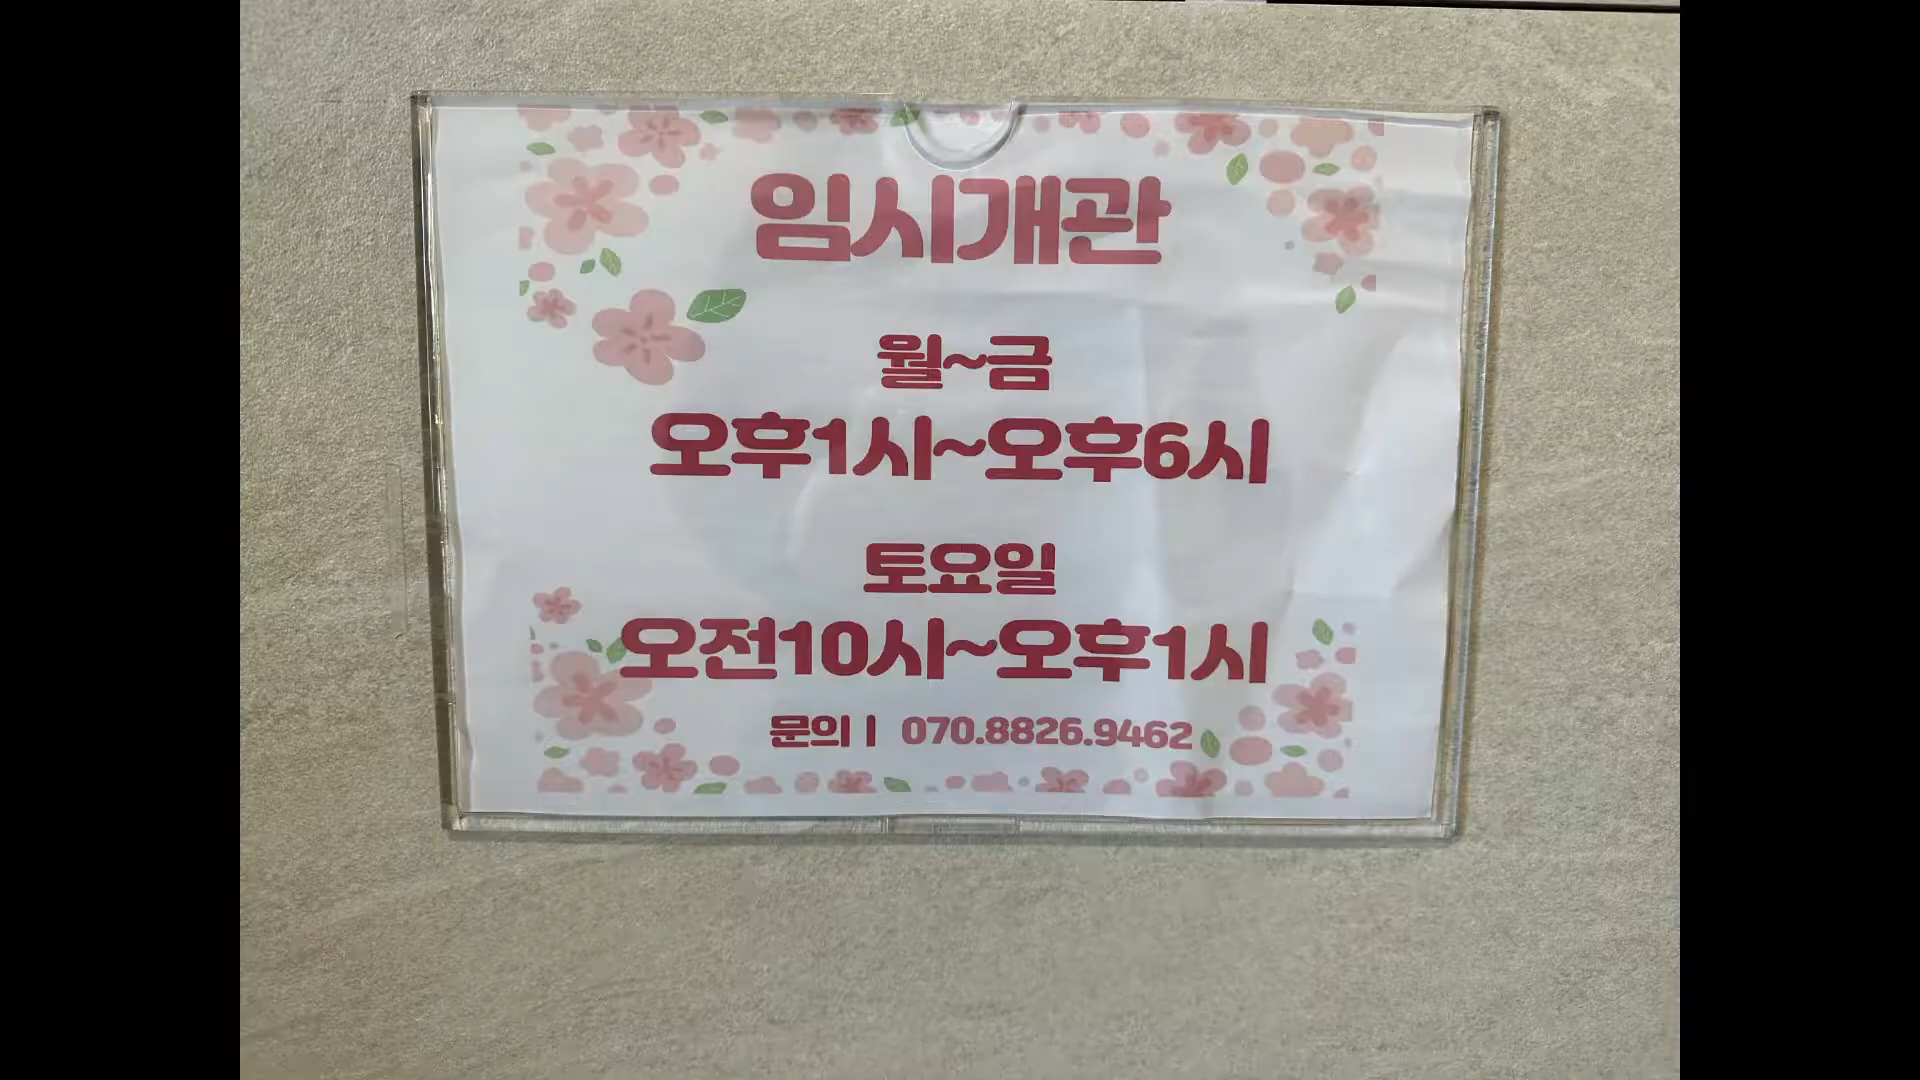 임시개관
월~금
오후1시~오후6시
토요일
오전10시~오후1시
문의ㅣ 070.8826.9462